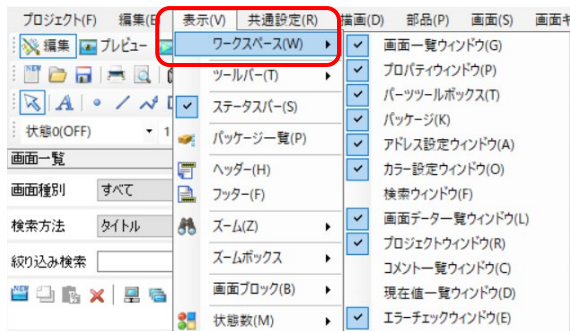 プロジェクト(F) 編集(E 表示(V) 共通設定(R) 描画(D) 部品(P) 画面(S) 画面キ
編集 プレビュー ワークスペース(W) 画面一覧ウィンドウ(G)
プロパティウィンドウ(P)
ツールバー(T) パーツツールボックス(T)
A ステータスバー(S) パッケージ(K)
状態0(OFF) 1 パッケージ一覧(P) アドレス設定ウィンドウ(A)
画面一覧 ヘッダー(H) カラー設定ウィンドウ(O)
画面種別 すべて フッター(F) 検索ウィンドウ(F)
検索方法 タイトル ズーム(Z) 画面データ一覧ウィンドウ(L)
プロジェクトウィンドウ(R)
絞り込み検索 ズームボックス コメント一覧ウィンドウ(C)
画面ブロック(B) 現在値一覧ウィンドウ(D)
状態数(M) エラーチェックウィンドウ(E)